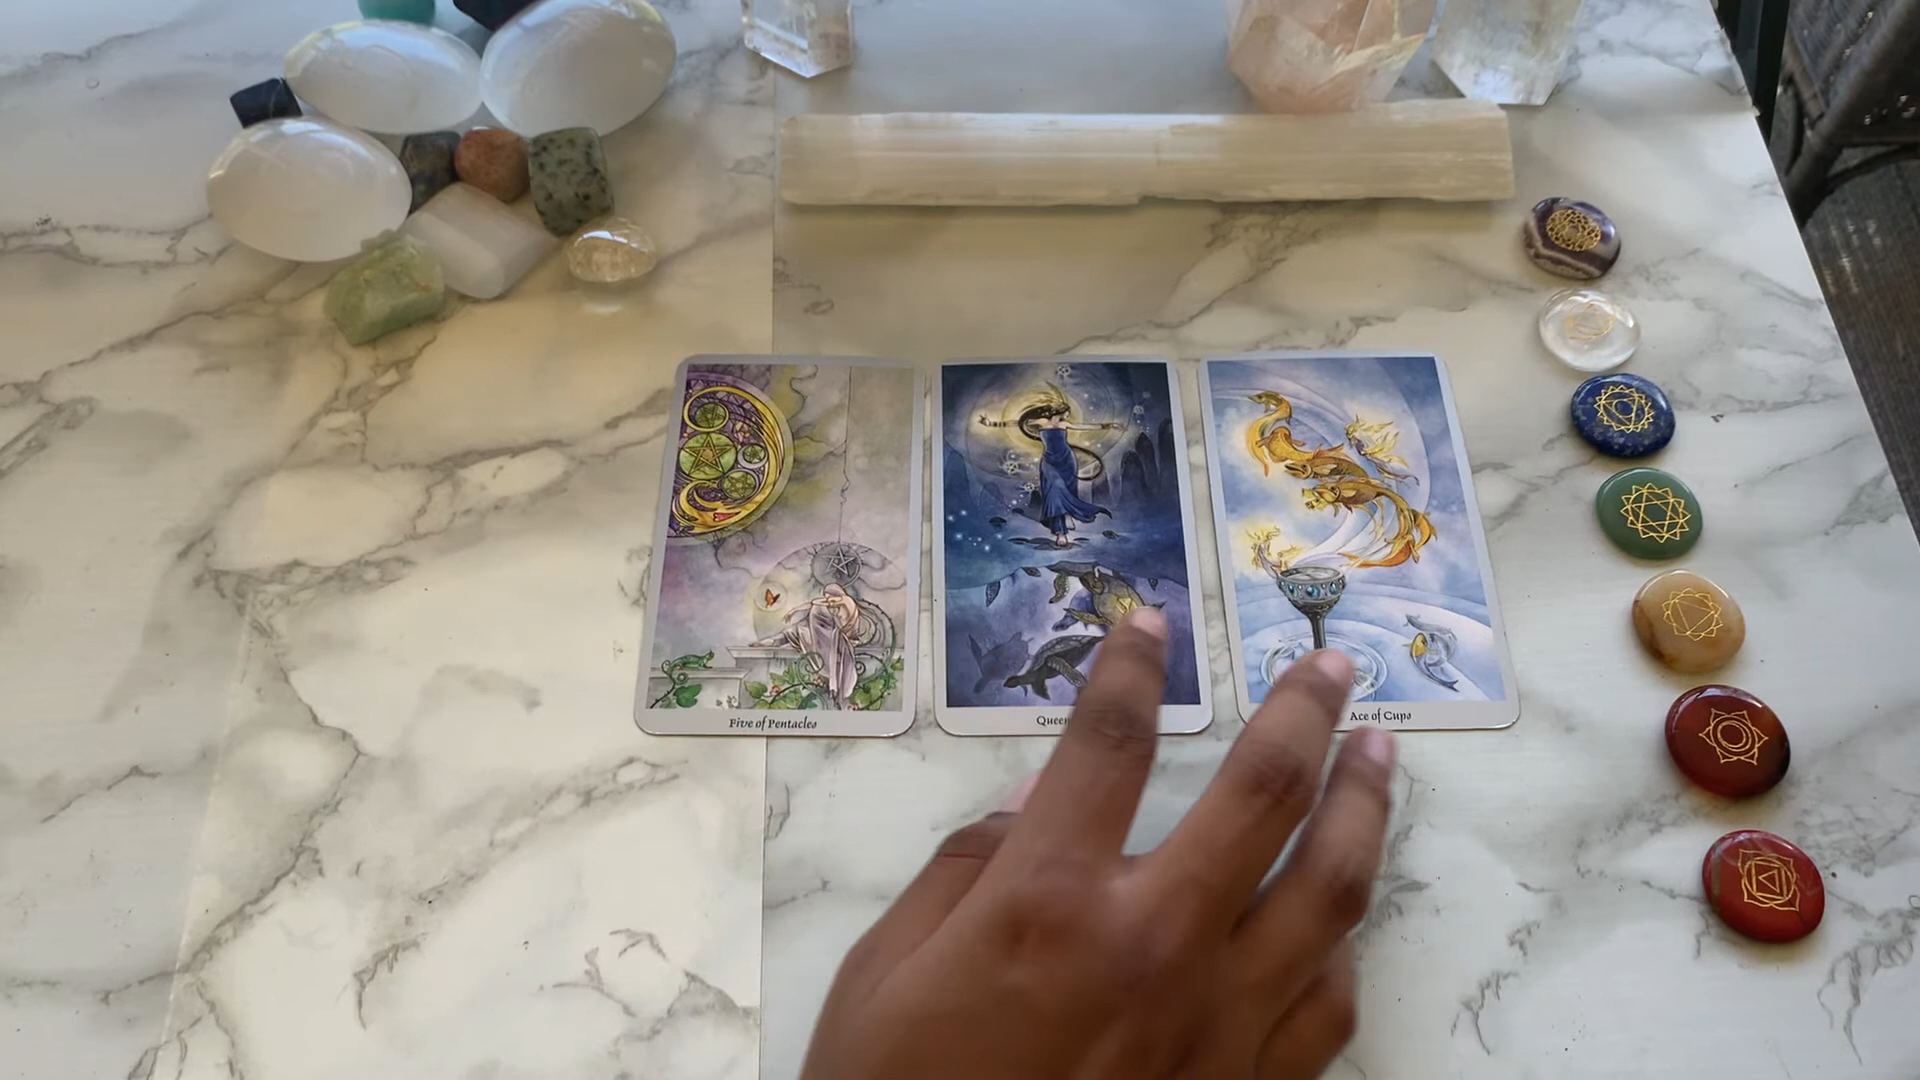 Five of Pentacles
Queen
Ace of Cups